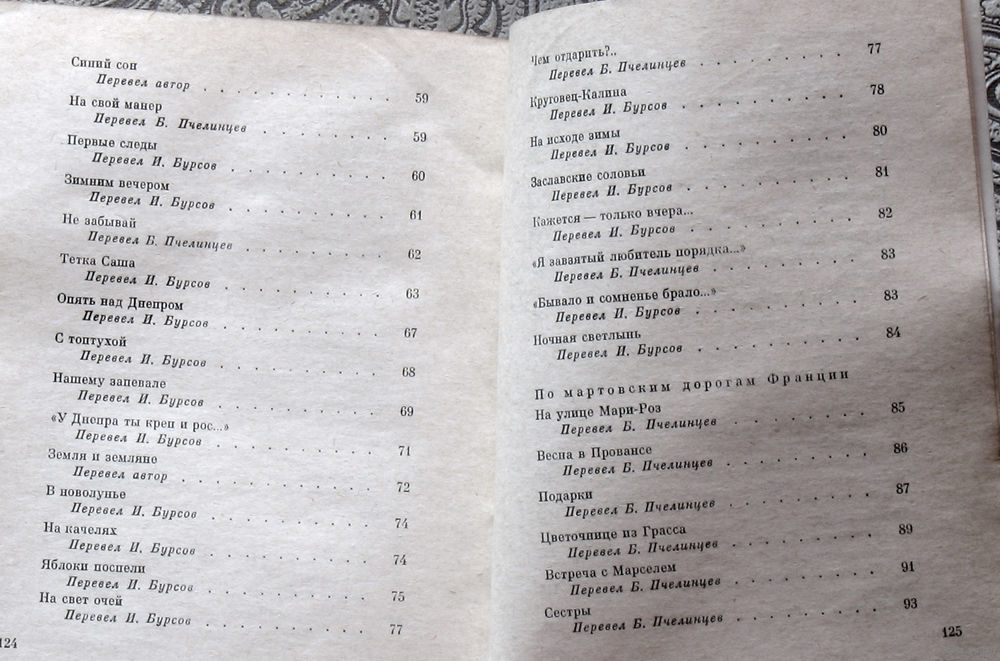 Синий сон
Перевел автор . . . . . . . . . . . 59
На свой манер
Перевел Б. Пчелинцев . . . . . . . . 59
Первые следы
Перевел И. Бурсов . . . . . . . . . 60
Зимним вечером
Перевел И. Бурсов . . . . . . . . . 61
Не забывай
Перевел Б. Пчелинцев . . . . . . . . 62
Тетка Саша
Перевел И. Бурсов . . . . . . . . . 63
Опять над Днепром
Перевел И. Бурсов . . . . . . . . . 67
С топтухой
Перевел И. Бурсов . . . . . . . . . 68
Нашему запевале
Перевел И. Бурсов . . . . . . . . . 69
«У Днепра ты креп и рос...»
Перевел И. Бурсов . . . . . . . . . 71
Земля и земляне
Перевел автор . . . . . . . . . . . 72
В новолунье
Перевел И. Бурсов . . . . . . . . . 74
На качелях
Перевел И. Бурсов . . . . . . . . . 74
Яблоки поспели
Перевел И. Бурсов . . . . . . . . . 75
На свет очей
Перевел И. Бурсов . . . . . . . . . 77
124
Чем отдарить?..
Перевел Б. Пчелинцев . . . . . . . . 77
Круговец-Калина
Перевел И. Бурсов . . . . . . . . . 78
На исходе зимы
Перевел И. Бурсов . . . . . . . . . 80
Заславские соловьи
Перевел И. Бурсов . . . . . . . . . 81
Кажется — только вчера...
Перевел И. Бурсов . . . . . . . . . 82
«Я завзятый любитель порядка...»
Перевел Б. Пчелинцев . . . . . . . . 83
«Бывало и сомненье брало...»
Перевел И. Бурсов . . . . . . . . . 83
Ночная светлынь
Перевел И. Бурсов . . . . . . . . . 84
По мартовским дорогам Франции
На улице Мари-Роз
Перевел Б. Пчелинцев . . . . . . . . 85
Весна в Провансе
Перевел Б. Пчелинцев . . . . . . . . 86
Подарки
Перевел Б. Пчелинцев . . . . . . . . 87
Цветочнице из Грасса
Перевел Б. Пчелинцев . . . . . . . . 89
Встреча с Марселем
Перевел Б. Пчелинцев . . . . . . . . 91
Сестры
Перевел Б. Пчелинцев . . . . . . . . 93
125